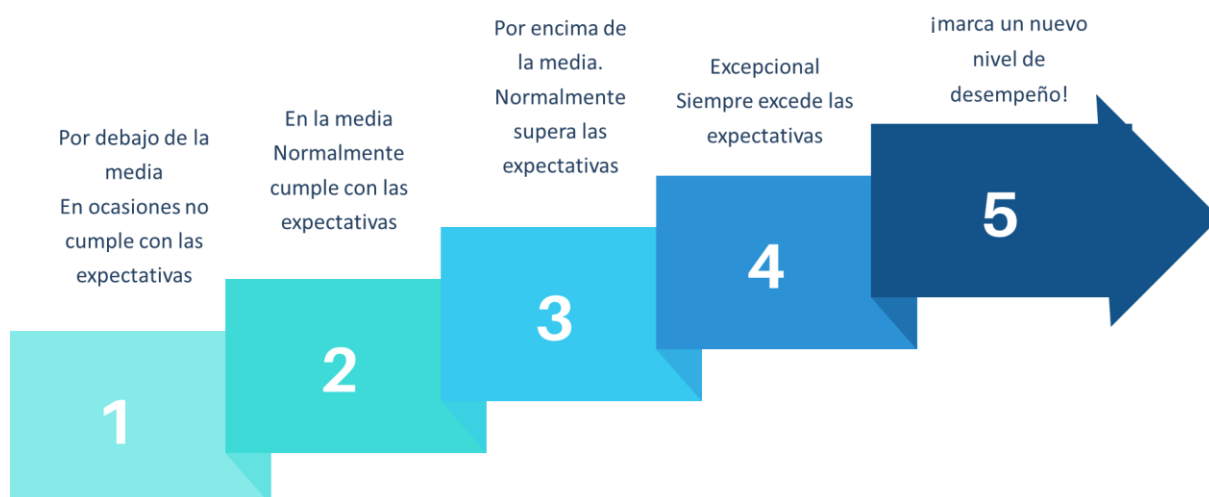 Por debajo de la
media
En ocasiones no
cumple con las
expectativas
1
En la media
Normalmente
cumple con las
expectativas
2
Por encima de
la media.
Normalmente
supera las
expectativas
3
Excepcional
Siempre excede las
expectativas
4
¡marca un nuevo
nivel de
desempeño!
5